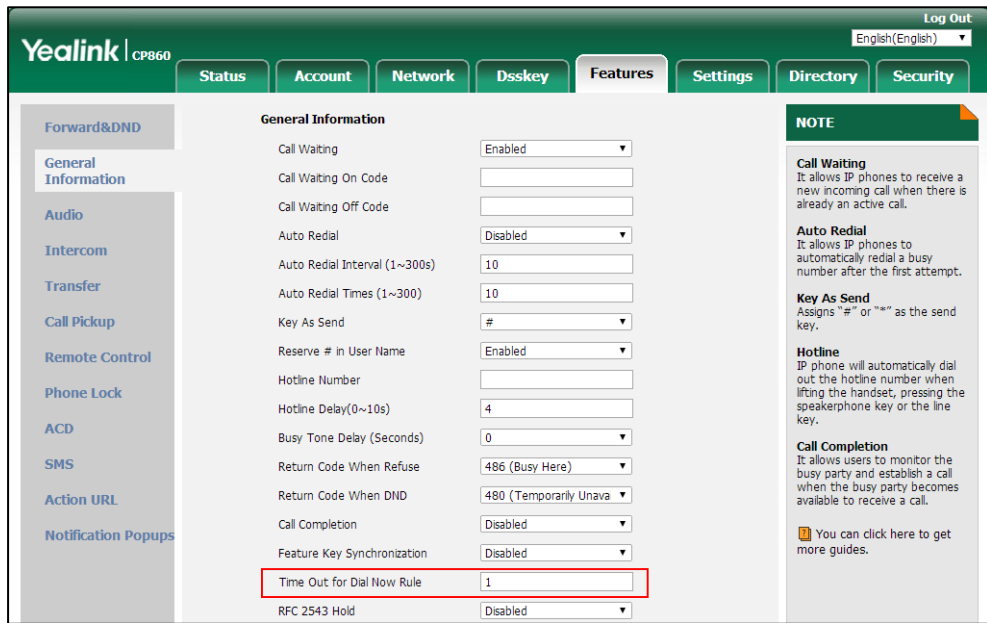 Log Out
Yealink | CP860
English(English)
Status Account Network Dsskey Features Settings Directory Security
Forward&DND
General
Information
Audio
Intercom
Transfer
Call Pickup
Remote Control
Phone Lock
ACD
SMS
Action URL
Notification Popups
General Information
Call Waiting Enabled
Call Waiting On Code
Call Waiting Off Code
Auto Redial Disabled
Auto Redial Interval (1~300s) 10
Auto Redial Times (1~300) 10
Key As Send #
Reserve # in User Name Enabled
Hotline Number
Hotline Delay(0~10s) 4
Busy Tone Delay (Seconds) 0
Return Code When Refuse 486 (Busy Here)
Return Code When DND 480 (Temporarily Unava
Call Completion Disabled
Feature Key Synchronization Disabled
Time Out for Dial Now Rule 1
RFC 2543 Hold Disabled
NOTE
Call Waiting
It allows IP phones to receive a
new incoming call when there is
already an active call.
Auto Redial
It allows IP phones to
automatically redial a busy
number after the first attempt.
Key As Send
Assigns "#" or "*" as the send
key.
Hotline
IP phone will automatically dial
out the hotline number when
lifting the handset, pressing the
speakerphone key or the line
key.
Call Completion
It allows users to monitor the
busy party and establish a call
when the busy party becomes
available to receive a call.
You can click here to get
more guides.